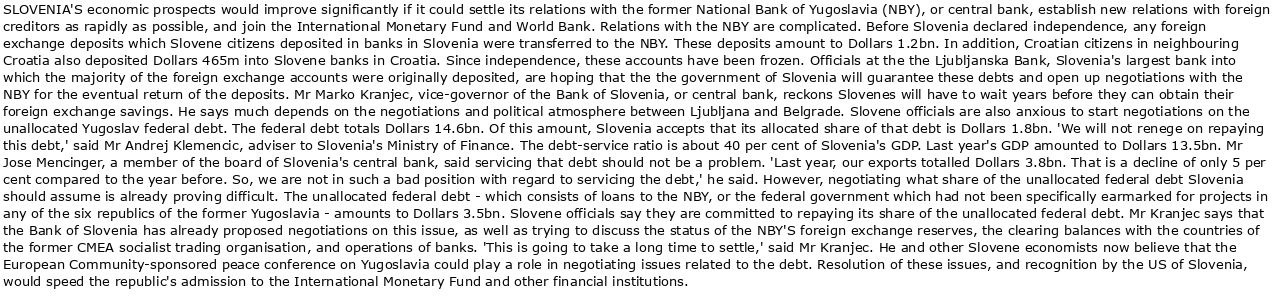 SLOVENIA'S economic prospects would improve significantly if it could settle its relations with the former National Bank of Yugoslavia (NBY), or central bank, establish new relations with foreign
creditors as rapidly as possible, and join the International Monetary Fund and World Bank. Relations with the NBY are complicated. Before Slovenia declared independence, any foreign
exchange deposits which Slovene citizens deposited in banks in Slovenia were transferred to the NBY. These deposits amount to Dollars 1.2bn. In addition, Croatian citizens in neighbouring
Croatia also deposited Dollars 465m into Slovene banks in Croatia. Since independence, these accounts have been frozen. Officials at the the Ljubljanska Bank, Slovenia's largest bank into
which the majority of the foreign exchange accounts were originally deposited, are hoping that the the government of Slovenia will guarantee these debts and open up negotiations with the
NBY for the eventual return of the deposits. Mr Marko Kranjec, vice-governor of the Bank of Slovenia, or central bank, reckons Slovenes will have to wait years before they can obtain their
foreign exchange savings. He says much depends on the negotiations and political atmosphere between Ljubljana and Belgrade. Slovene officials are also anxious to start negotiations on the
unallocated Yugoslav federal debt. The federal debt totals Dollars 14.6bn. Of this amount, Slovenia accepts that its allocated share of that debt is Dollars 1.8bn. 'We will not renege on repaying
this debt,' said Mr Andrej Klemencic, adviser to Slovenia's Ministry of Finance. The debt-service ratio is about 40 per cent of Slovenia's GDP. Last year's GDP amounted to Dollars 13.5bn. Mr
Jose Mencinger, a member of the board of Slovenia's central bank, said servicing that debt should not be a problem. 'Last year, our exports totalled Dollars 3.8bn. That is a decline of only 5 per
cent compared to the year before. So, we are not in such a bad position with regard to servicing the debt,' he said. However, negotiating what share of the unallocated federal debt Slovenia
should assume is already proving difficult. The unallocated federal debt - which consists of loans to the NBY, or the federal government which had not been specifically earmarked for projects in
any of the six republics of the former Yugoslavia - amounts to Dollars 3.5bn. Slovene officials say they are committed to repaying its share of the unallocated federal debt. Mr Kranjec says that
the Bank of Slovenia has already proposed negotiations on this issue, as well as trying to discuss the status of the NBY'S foreign exchange reserves, the clearing balances with the countries of
the former CMEA socialist trading organisation, and operations of banks. 'This is going to take a long time to settle,' said Mr Kranjec. He and other Slovene economists now believe that the
European Community-sponsored peace conference on Yugoslavia could play a role in negotiating issues related to the debt. Resolution of these issues, and recognition by the US of Slovenia,
would speed the republic's admission to the International Monetary Fund and other financial institutions.